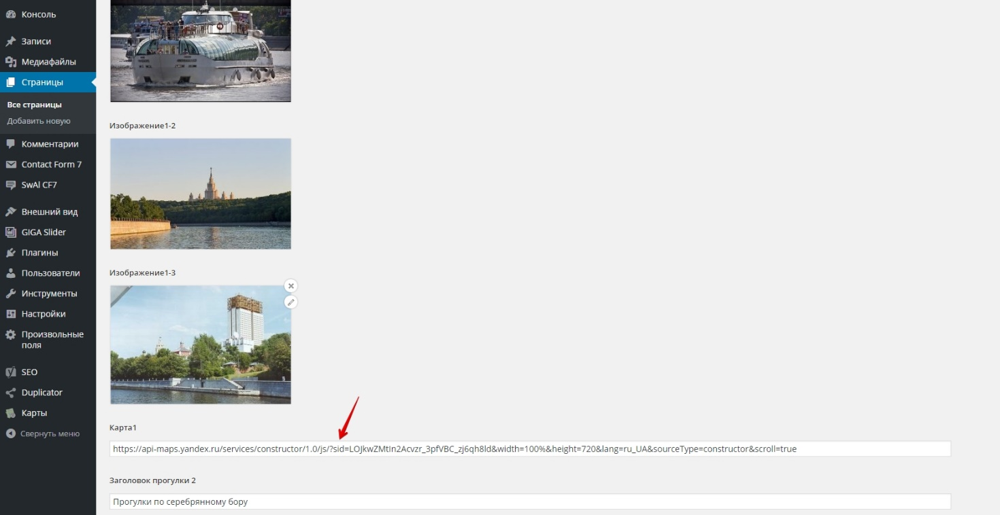 Консоль
Записи
Медиафайлы
Страницы
Все страницы
Добавить новую
Комментарии
Contact Form 7
SwAl CF7
Внешний вид
GIGA Slider
Плагины
Пользователи
Инструменты
Настройки
Произвольные
поля
SEO
Duplicator
Карты
Свернуть меню
Изображение1-2
Изображение1-3
Карта1
https://api-maps.yandex.ru/services/constructor/1.0/js/?sid=LOJkwZMtIn2Acvzr_3pfVBC_zj6qh8ld&width=100%&height=720&lang=ru_UA&sourceType=constructor&scroll=true
Заголовок прогулки 2
Прогулки по серебрянному бору